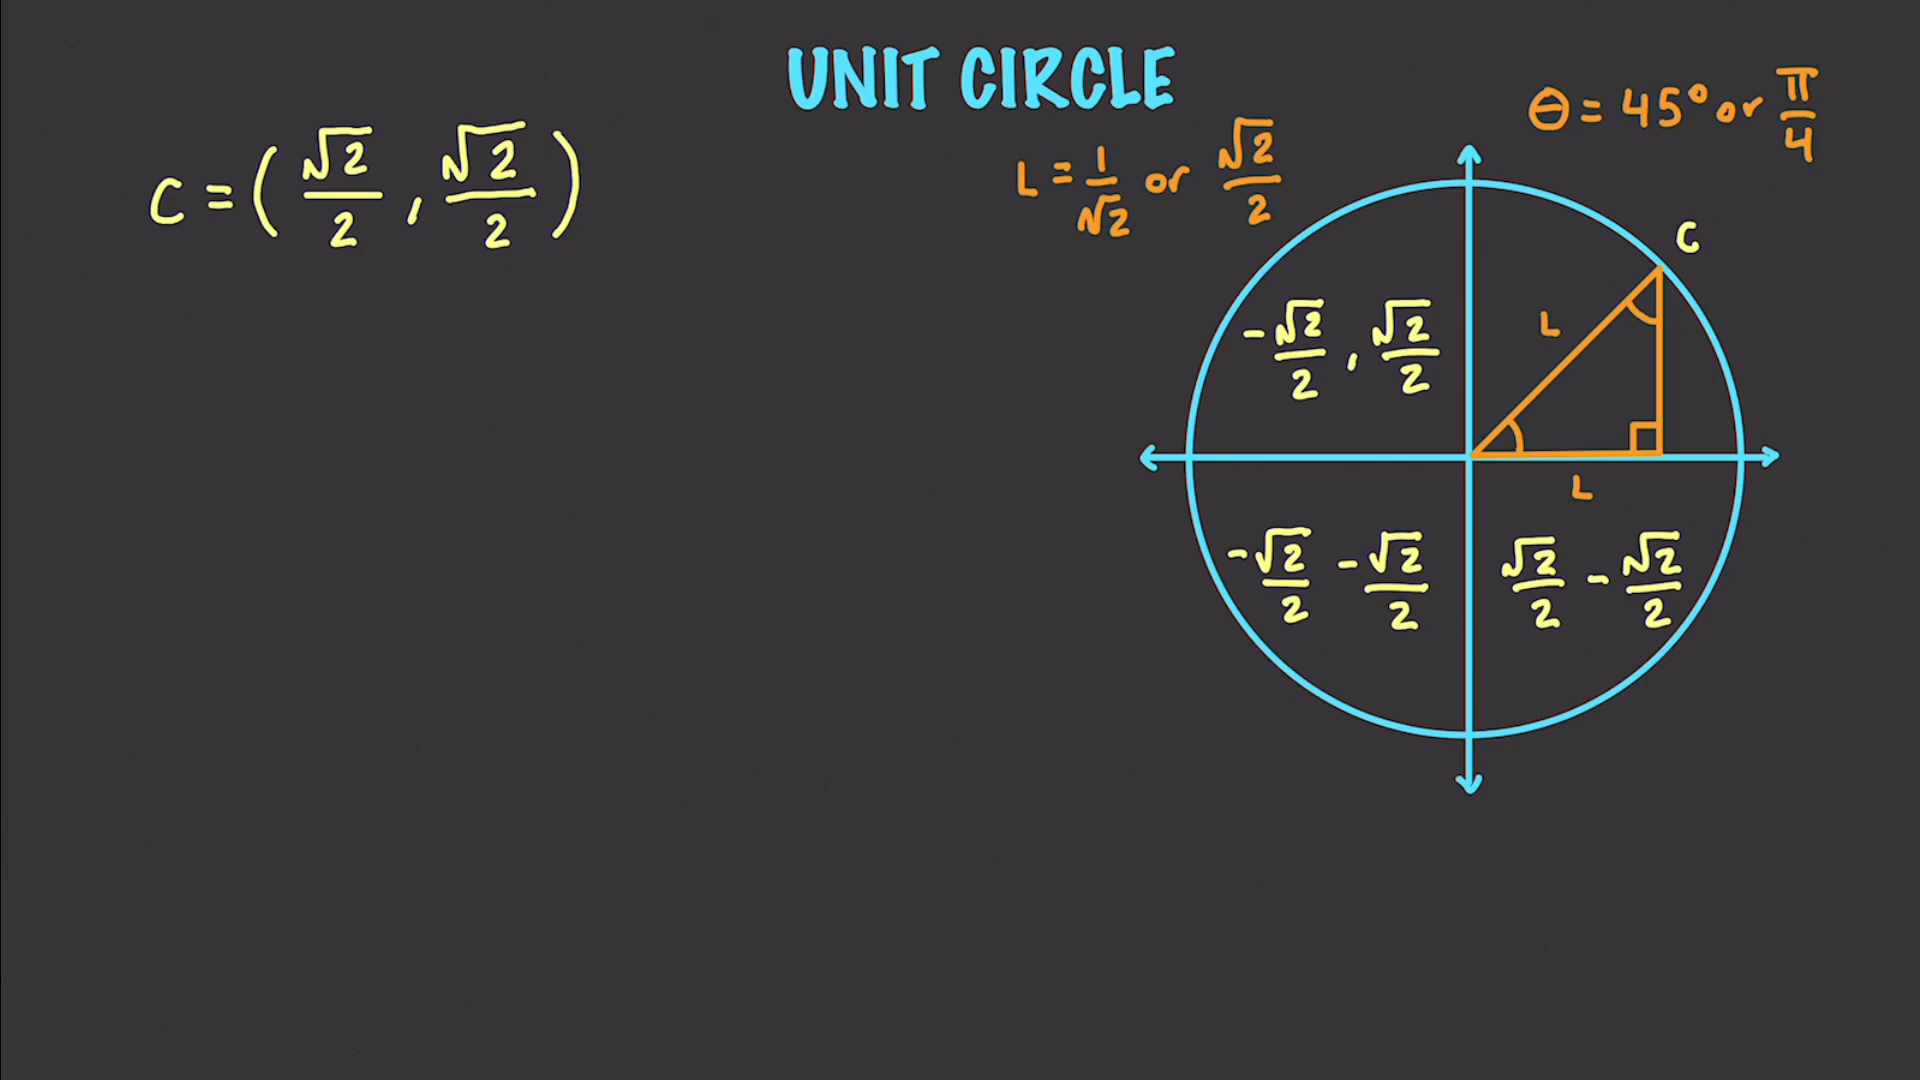 UNIT CIRCLE
θ = 45° or π/4
C = (√2/2, √2/2)
L = 1/√2 or √2/2
C
L
-√2/2, √2/2
L
-√2/2 -√2/2
√2/2 -√2/2